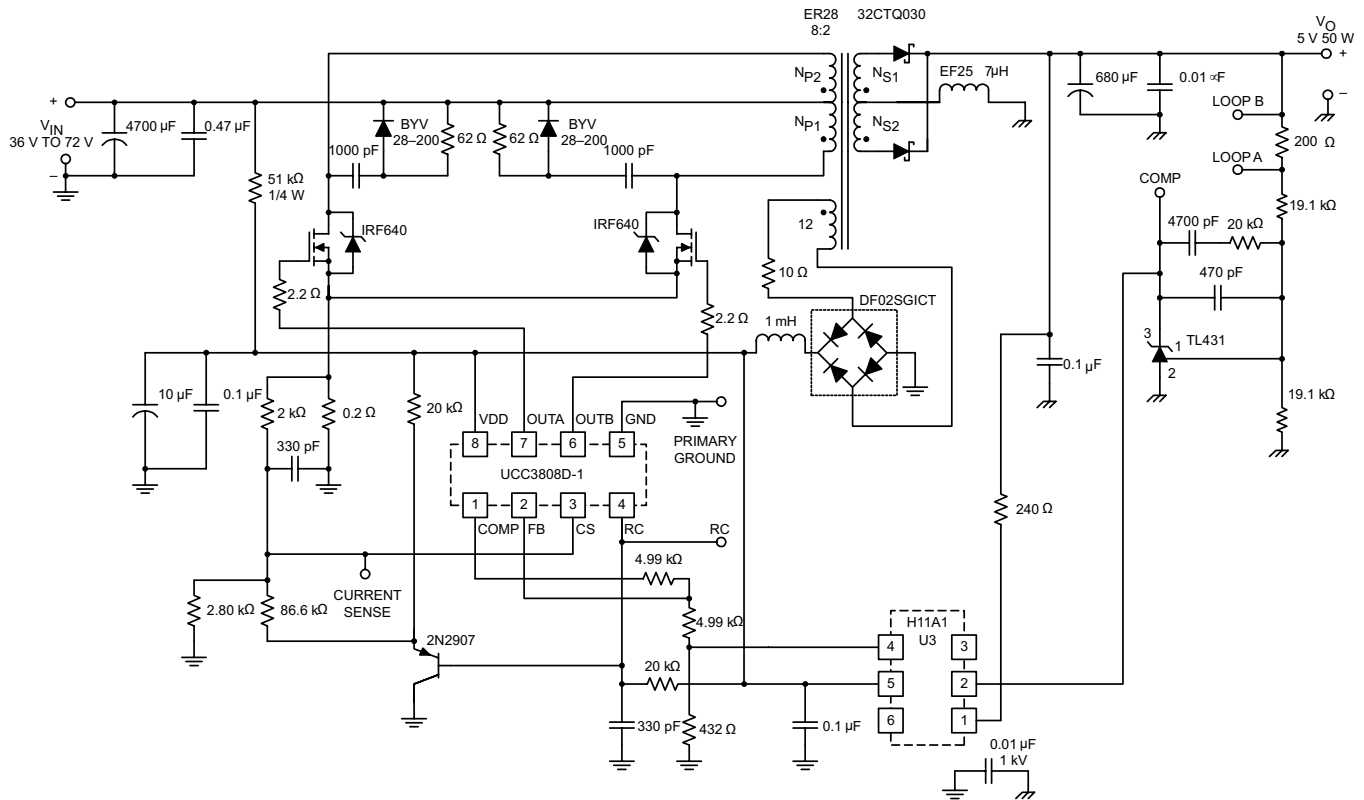 ER28
8:2
32CTQ030
VO
5 V 50 W
+
NP2
NS1
EF25 7µH
680 µF
0.01 ∝F
−
LOOP B
+
VIN
36 V TO 72 V
−
4700 µF
0.47 µF
BYV
28–200
62 Ω
62 Ω
BYV
28–200
NP1
NS2
200 Ω
1000 pF
1000 pF
LOOP A
51 kΩ
1/4 W
COMP
19.1 kΩ
IRF640
IRF640
12
4700 pF
20 kΩ
10 Ω
470 pF
2.2 Ω
2.2 Ω
DF02SGICT
1 mH
3
1
TL431
2
0.1 µF
10 µF
0.1 µF
2 kΩ
0.2 Ω
20 kΩ
19.1 kΩ
VDD
OUTA
OUTB
GND
PRIMARY
GROUND
330 pF
8
7
6
5
UCC3808D-1
1
2
3
4
COMP
FB
CS
RC
RC
240 Ω
4.99 kΩ
CURRENT
SENSE
2.80 kΩ
86.6 kΩ
4.99 kΩ
H11A1
U3
2N2907
4
3
20 kΩ
5
2
6
1
330 pF
432 Ω
0.1 µF
0.01 µF
1 kV